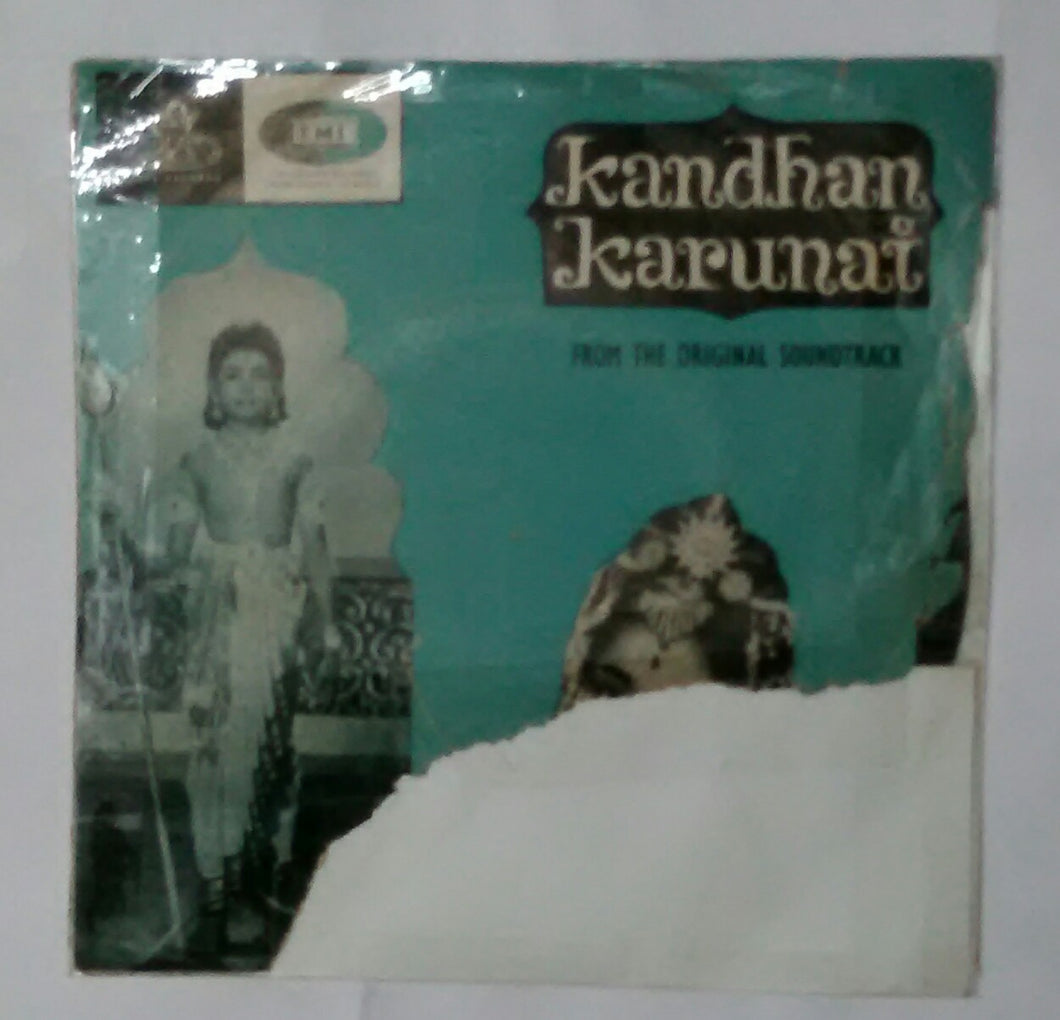 EMI
kandhan
karunai
FROM THE ORIGINAL SOUNDTRACK